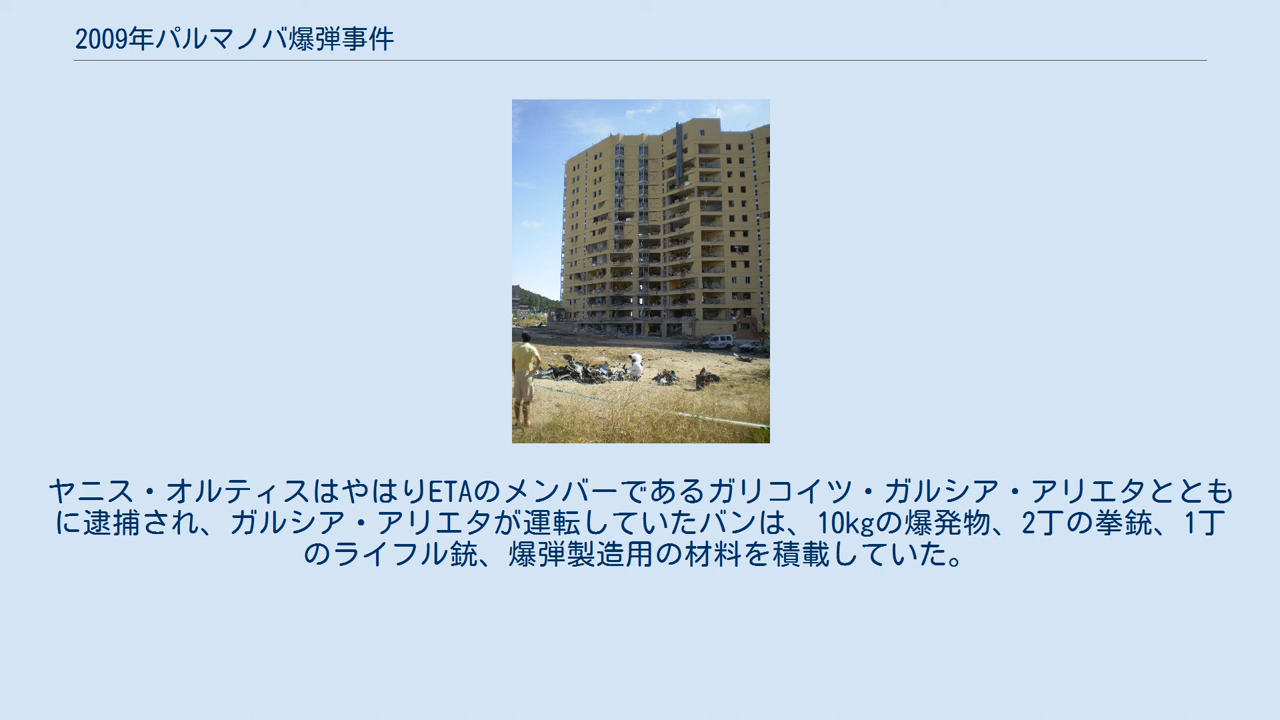 2009年パルマノバ爆弾事件
ヤニス・オルティスはやはりETAのメンバーであるガリコイツ・ガルシア・アリエタととも
に逮捕され、ガルシア・アリエタが運転していたバンは、10kgの爆発物、2丁の拳銃、1丁
のライフル銃、爆弾製造用の材料を積載していた。